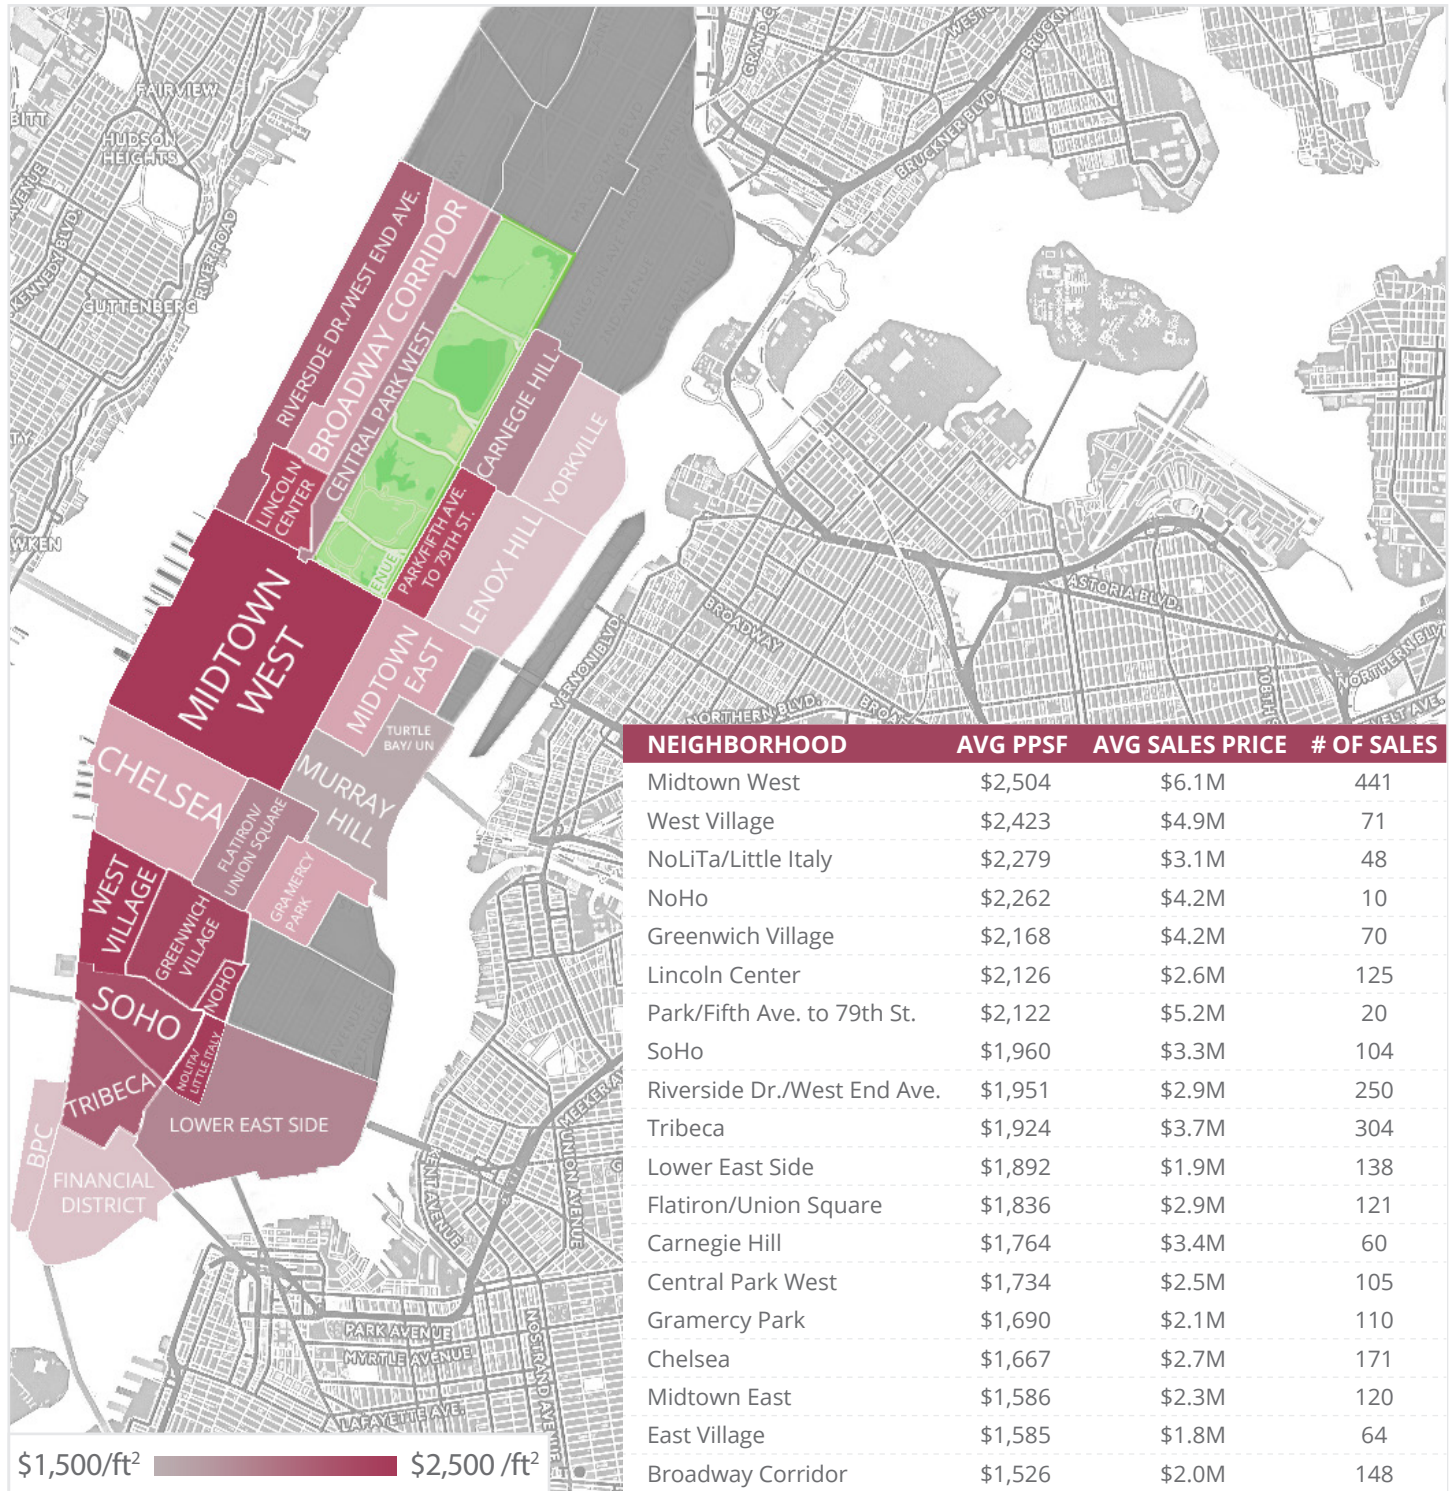 FAIRVIEW
HUDSON
HEIGHTS
KENNEDY BLVD.
GUTTENBERG
RIVER ROAD
BRUCKNER BLVD
RIVERSIDE DR./WEST END AVE.
BROADWAY CORRIDOR
CENTRAL PARK WEST
LINCOLN
CENTER
CARNEGIE HILL
YORKVILLE
PARK/FIFTH AVE.
TO 79TH ST.
LENOX HILL
MIDTOWN
WEST
MIDTOWN
EAST
TURTLE
BAY/ UN
MURRAY
HILL
CHELSEA
FLATIRON/
UNION SQUARE
GRAMERCY
PARK
WEST
VILLAGE
GREENWICH
VILLAGE
NOHO
SOHO
NOLITA/
LITTLE ITALY
TRIBECA
LOWER EAST SIDE
BPC
FINANCIAL
DISTRICT
VERNON BLVD.
BROADWAY
ASTORIA BLVD.
NORTHERN BLVD.
KENT AVENUE
UNION AVENUE
PARK AVENUE
MYRTLE AVENUE
LAFAYETTE AVE.
NOSTRAND AVENUE
NEIGHBORHOOD AVG PPSF AVG SALES PRICE # OF SALES
Midtown West $2,504 $6.1M 441
West Village $2,423 $4.9M 71
NoLiTa/Little Italy $2,279 $3.1M 48
NoHo $2,262 $4.2M 10
Greenwich Village $2,168 $4.2M 70
Lincoln Center $2,126 $2.6M 125
Park/Fifth Ave. to 79th St. $2,122 $5.2M 20
SoHo $1,960 $3.3M 104
Riverside Dr./West End Ave. $1,951 $2.9M 250
Tribeca $1,924 $3.7M 304
Lower East Side $1,892 $1.9M 138
Flatiron/Union Square $1,836 $2.9M 121
Carnegie Hill $1,764 $3.4M 60
Central Park West $1,734 $2.5M 105
Gramercy Park $1,690 $2.1M 110
Chelsea $1,667 $2.7M 171
Midtown East $1,586 $2.3M 120
East Village $1,585 $1.8M 64
Broadway Corridor $1,526 $2.0M 148
$1,500/ft² $2,500 /ft²